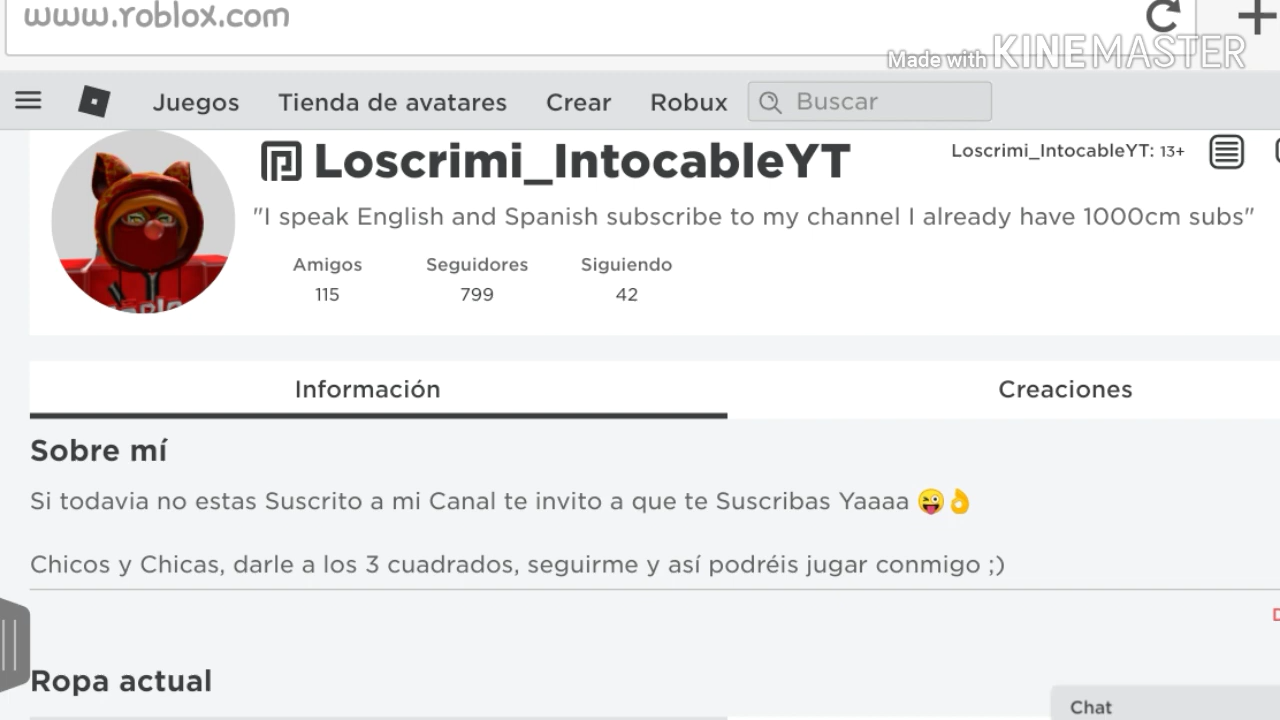 www.roblox.com
Made with KINEMASTER
Juegos Tienda de avatares Crear Robux Buscar
Loscrimi_IntocableYT
Loscrimi_IntocableYT: 13+
"I speak English and Spanish subscribe to my channel I already have 1000cm subs"
Amigos Seguidores Siguiendo
115 799 42
Información Creaciones
Sobre mí
Si todavia no estas Suscrito a mi Canal te invito a que te Suscribas Yaaaa 😜👌
Chicos y Chicas, darle a los 3 cuadrados, seguirme y así podréis jugar conmigo ;)
Ropa actual
Chat